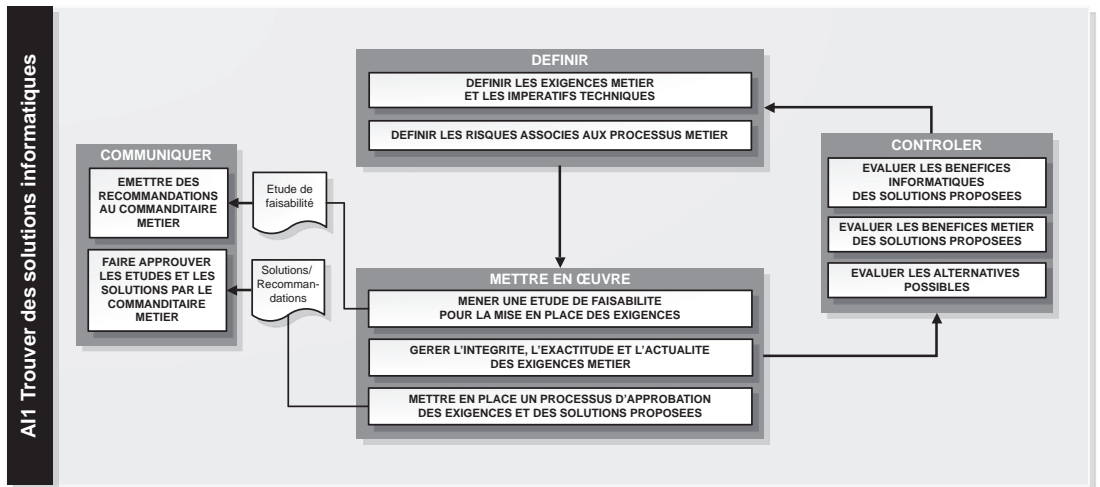 AI1 Trouver des solutions informatiques
DEFINIR
DEFINIR LES EXIGENCES METIER
ET LES IMPERATIFS TECHNIQUES
DEFINIR LES RISQUES ASSOCIES AUX PROCESSUS METIER
COMMUNIQUER
EMETTRE DES
RECOMMANDATIONS
AU COMMANDITAIRE
METIER
FAIRE APPROUVER
LES ETUDES ET LES
SOLUTIONS PAR LE
COMMANDITAIRE
METIER
Etude de
faisabilité
Solutions/
Recomman-
dations
METTRE EN ŒUVRE
MENER UNE ETUDE DE FAISABILITE
POUR LA MISE EN PLACE DES EXIGENCES
GERER L’INTEGRITE, L’EXACTITUDE ET L’ACTUALITE
DES EXIGENCES METIER
METTRE EN PLACE UN PROCESSUS D’APPROBATION
DES EXIGENCES ET DES SOLUTIONS PROPOSEES
CONTROLER
EVALUER LES BENEFICES
INFORMATIQUES
DES SOLUTIONS PROPOSEES
EVALUER LES BENEFICES METIER
DES SOLUTIONS PROPOSEES
EVALUER LES ALTERNATIVES
POSSIBLES